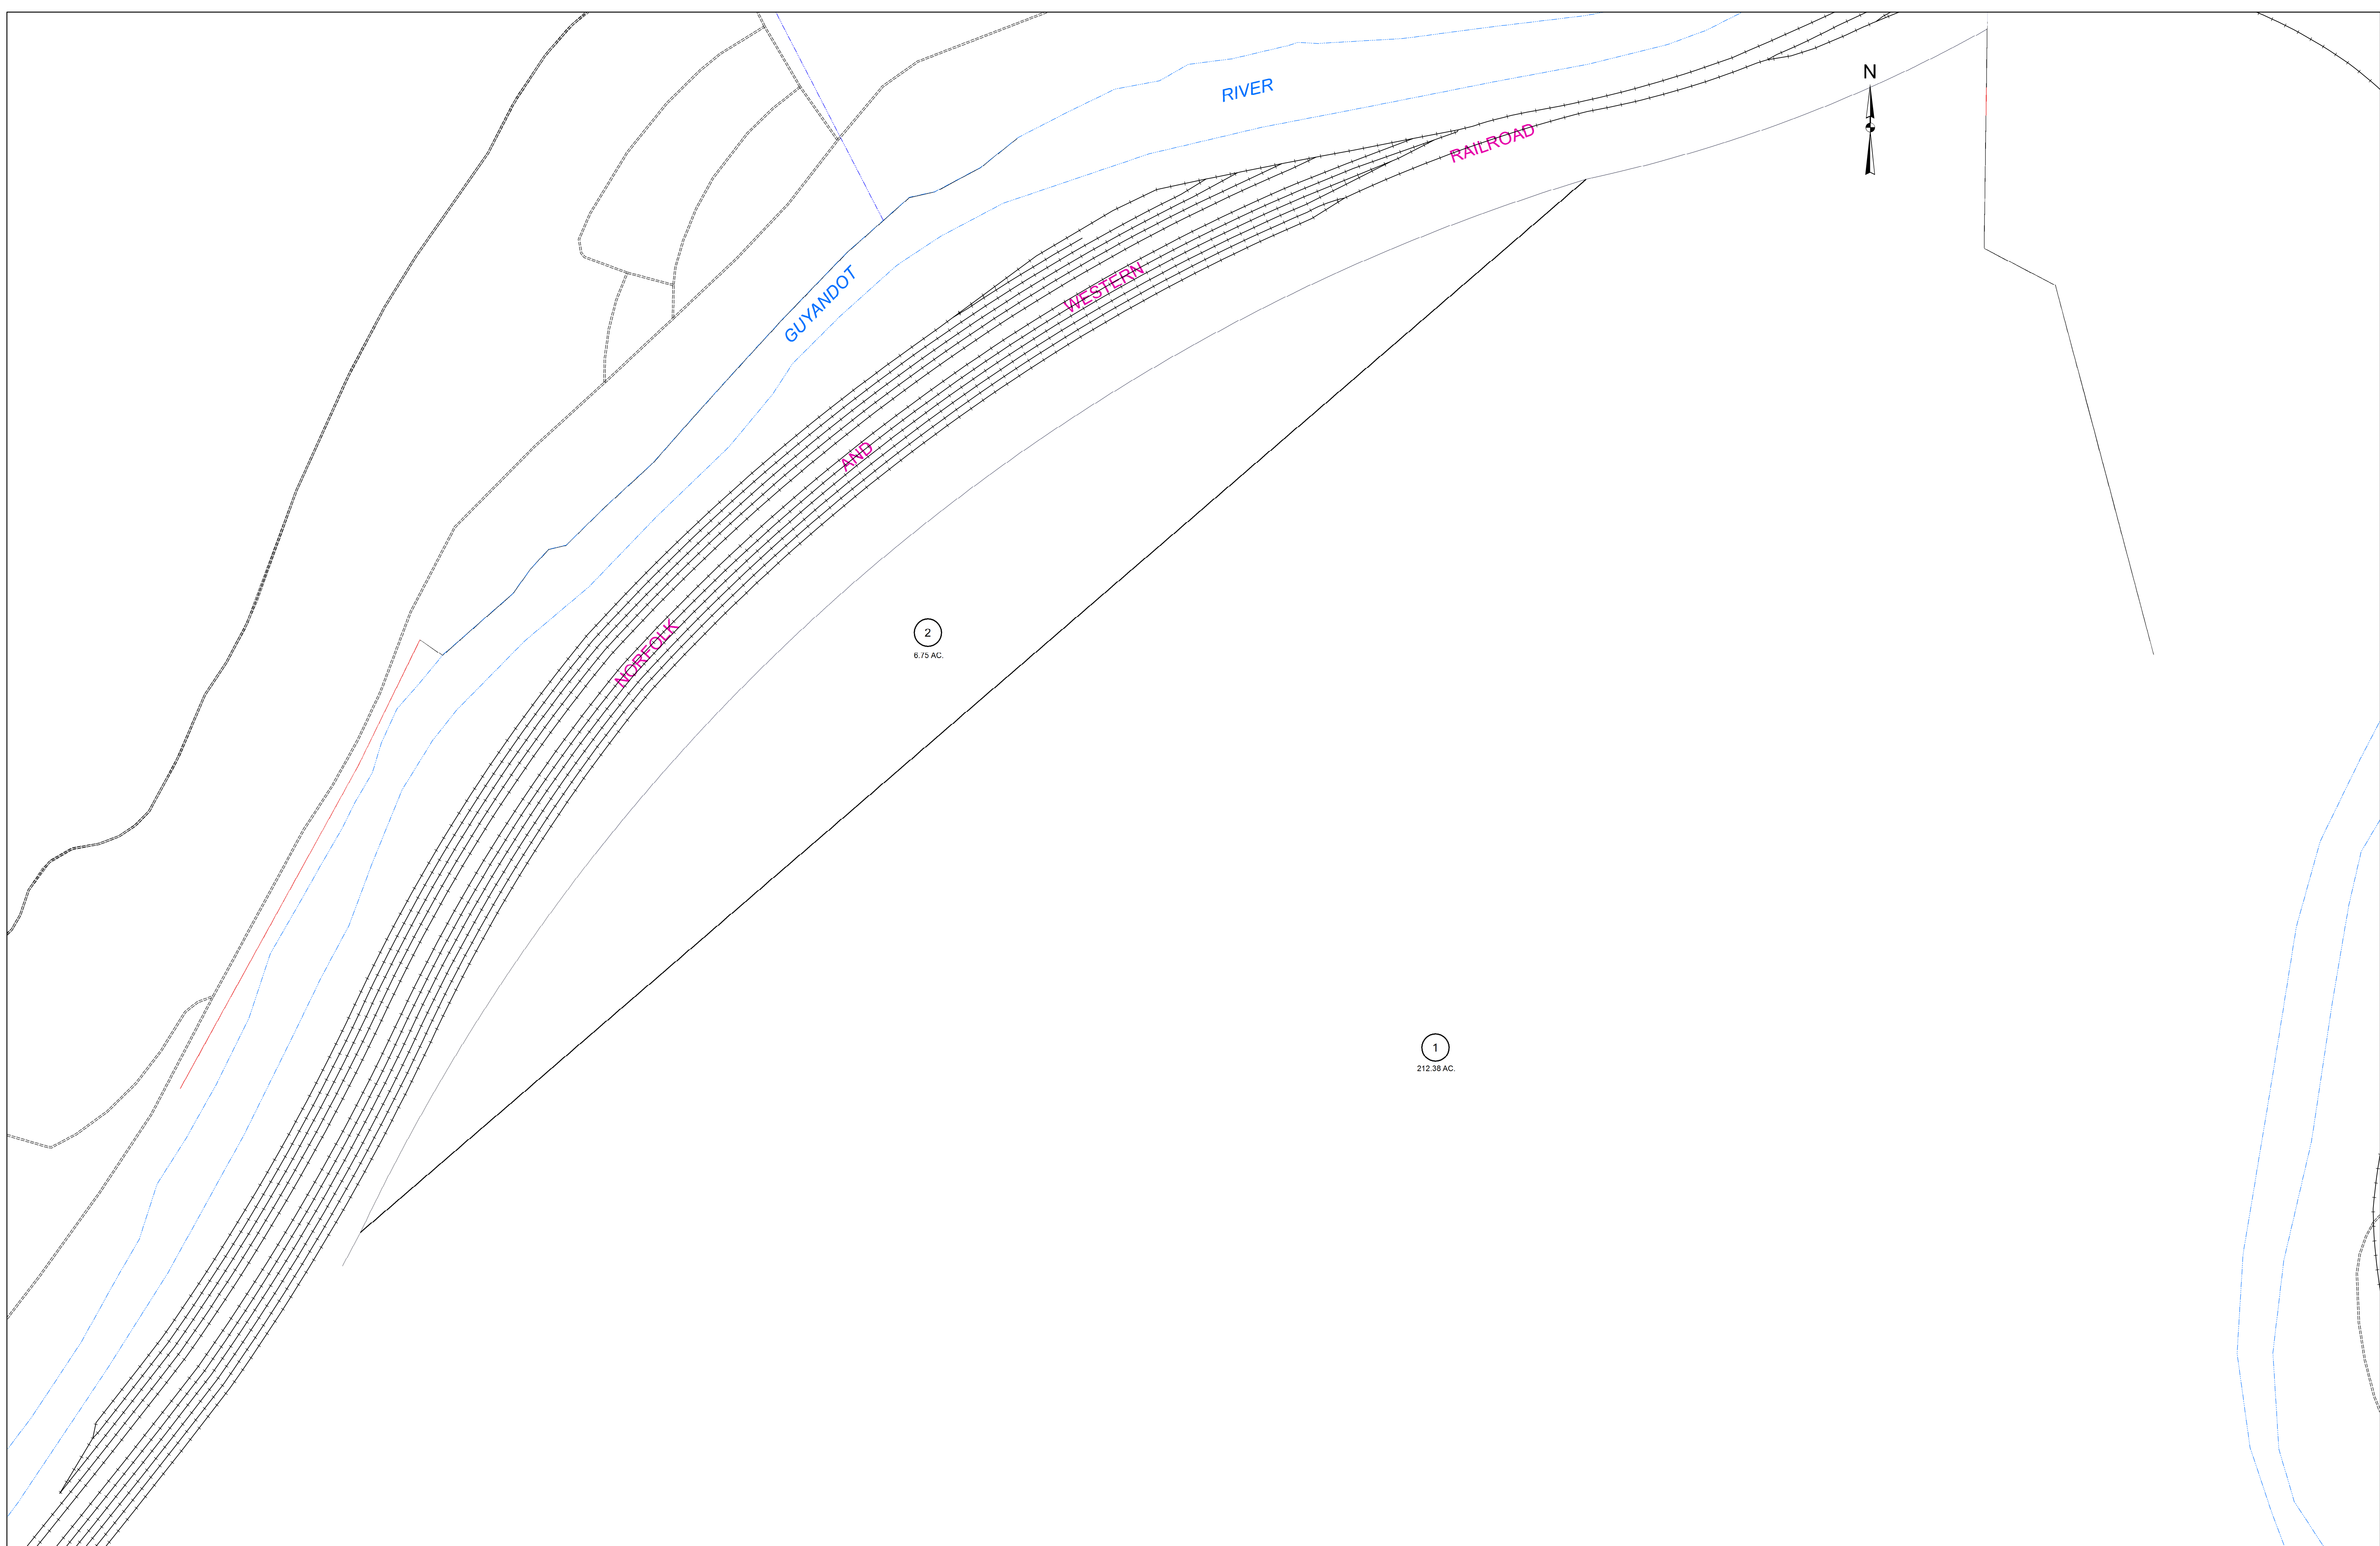 RIVER
N
RAILROAD
WESTERN
GUYANDOT
AND
NORFOLK
2
6.75 AC.
1
212.38 AC.